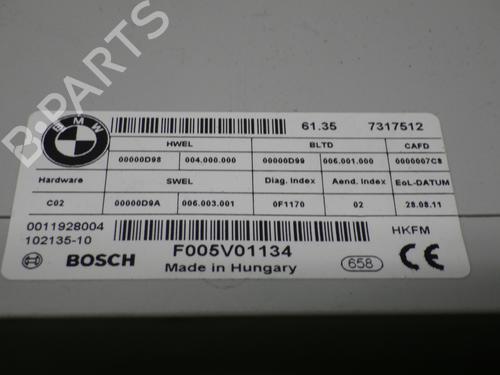 B-PARTS
BMW
61.35 7317512
HWEL BLTD CAFD
00000D98 004.000.000 00000D99 006.001.000 0000007C8
Hardware SWEL Diag. Index Aend. Index EoL-DATUM
C02 00000D9A 006.003.001 0F1170 02 28.08.11
0011928004
102135-10
HKFM
F005V01134
BOSCH Made in Hungary 658 CE